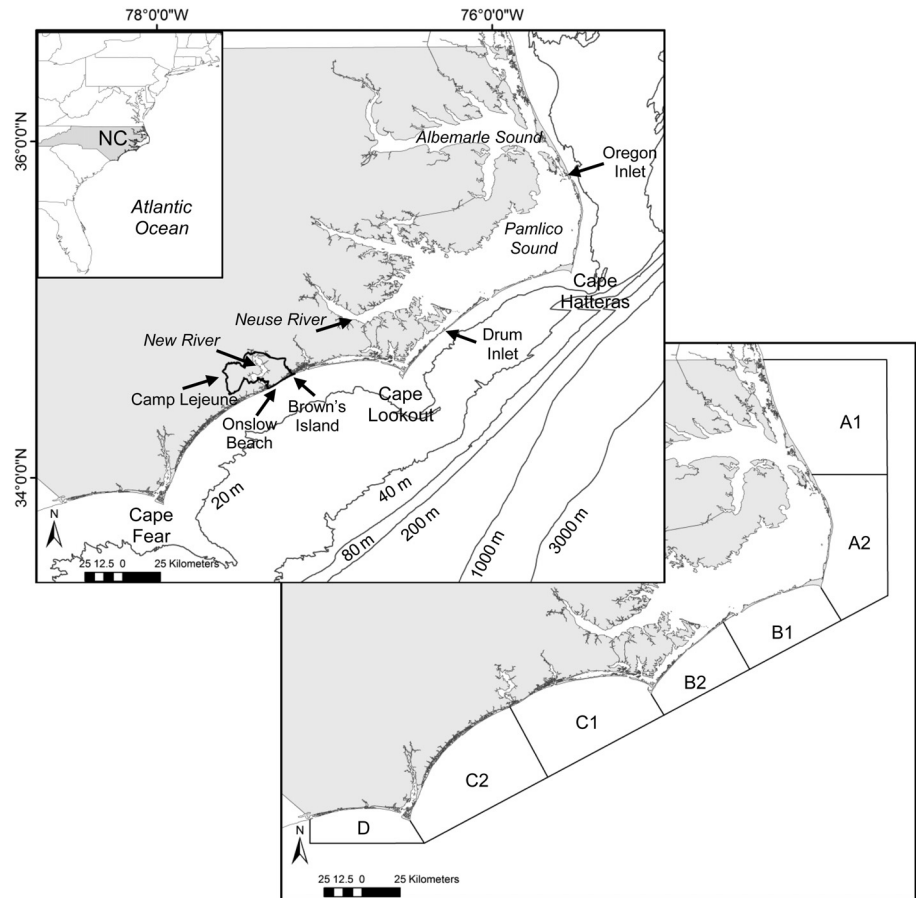 78°0'0"W
76°0'0"W
36°0'0"N
34°0'0"N
NC
Atlantic
Ocean
Albemarle Sound
Oregon
Inlet
Pamlico
Sound
Cape
Hatteras
Neuse River
New River
Drum
Inlet
Camp Lejeune
Onslow
Beach
Brown's
Island
Cape
Lookout
Cape
Fear
20 m
40 m
80 m
200 m
1000 m
3000 m
N
25 12.5 0 25 Kilometers
A1
A2
B1
B2
C1
C2
D
N
25 12.5 0 25 Kilometers